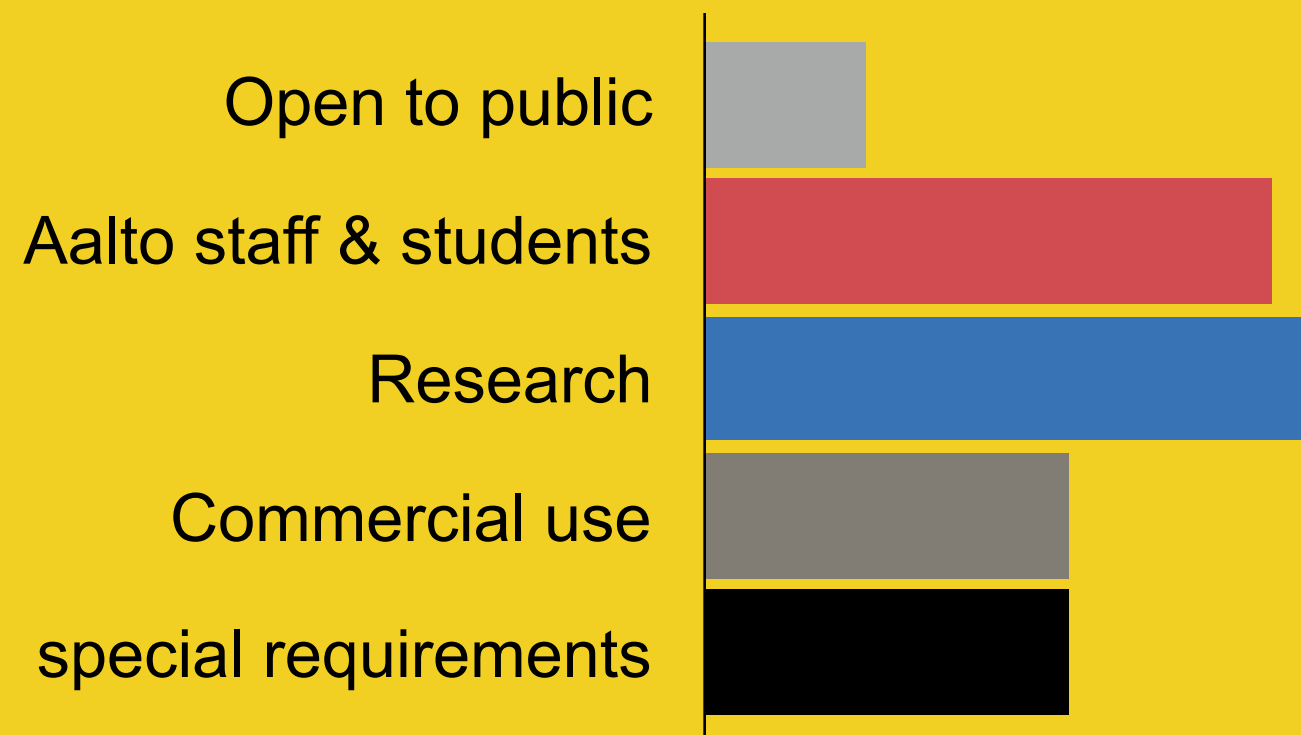 Open to public
Aalto staff & students
Research
Commercial use
special requirements